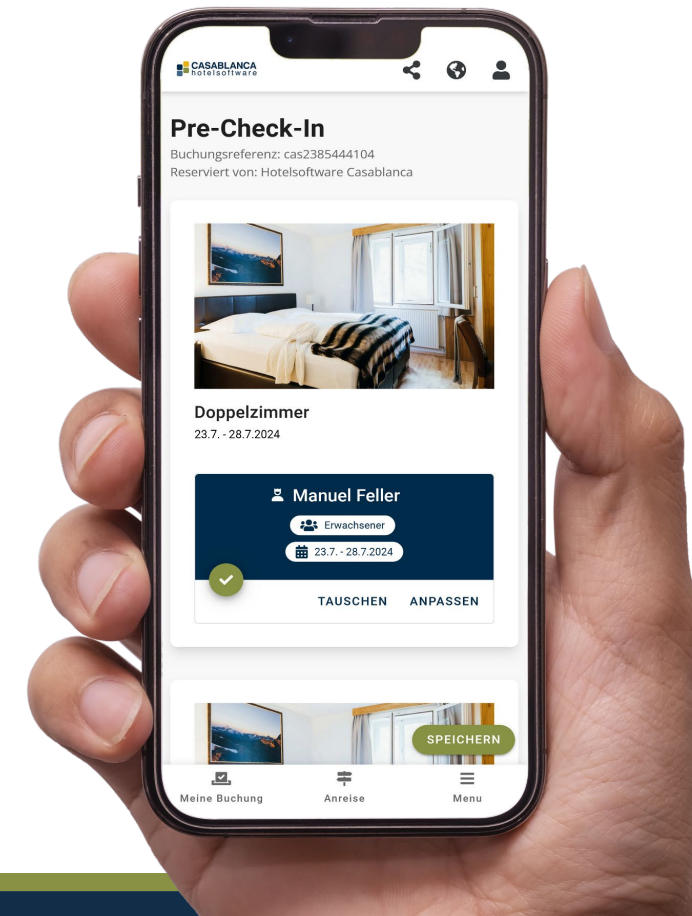 CASABLANCA
hotelsoftware
Pre-Check-In
Buchungsreferenz: cas2385444104
Reserviert von: Hotelsoftware Casablanca
Doppelzimmer
23.7. - 28.7.2024
Manuel Feller
Erwachsener
23.7. - 28.7.2024
TAUSCHEN ANPASSEN
SPEICHERN
Meine Buchung Anreise Menu